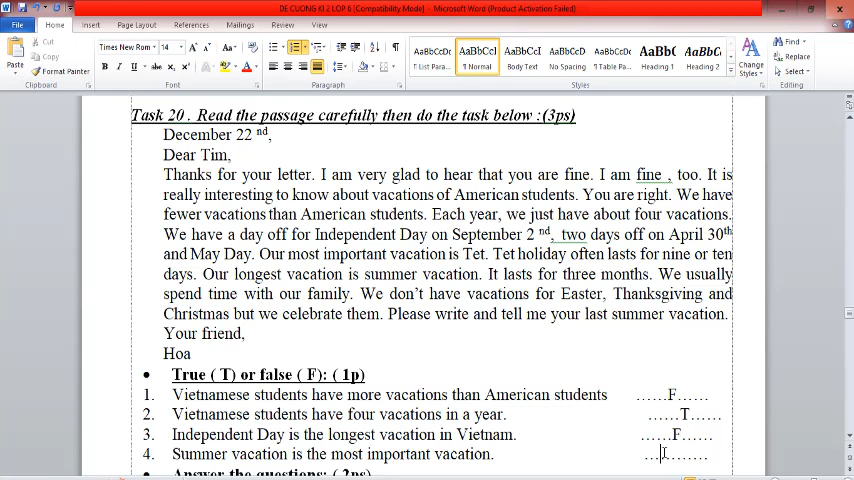 DE CUONG KI 2 LOP 6 [Compatibility Mode] - Microsoft Word (Product Activation Failed)
File Home Insert Page Layout References Mailings Review View
Cut
Copy
Format Painter
Paste
Clipboard
Times New Rom 14
Font
Paragraph
AaBbCcDc AaBbCcI AaBbCcI AaBbCcDc AaBbCcDc AaBbC AaBbCc
¶ List Para... ¶ Normal Body Text No Spacing ¶ Table Pa... Heading 1 Heading 2
Styles
Change Styles
Find
Replace
Select
Editing
Task 20 . Read the passage carefully then do the task below :(3ps)
December 22 nd,
Dear Tim,
Thanks for your letter. I am very glad to hear that you are fine. I am fine , too. It is
really interesting to know about vacations of American students. You are right. We have
fewer vacations than American students. Each year, we just have about four vacations.
We have a day off for Independent Day on September 2 nd, two days off on April 30th
and May Day. Our most important vacation is Tet. Tet holiday often lasts for nine or ten
days. Our longest vacation is summer vacation. It lasts for three months. We usually
spend time with our family. We don’t have vacations for Easter, Thanksgiving and
Christmas but we celebrate them. Please write and tell me your last summer vacation.
Your friend,
Hoa
• True ( T) or false ( F): ( 1p)
1. Vietnamese students have more vacations than American students ……F……
2. Vietnamese students have four vacations in a year. ……T……
3. Independent Day is the longest vacation in Vietnam. ……F……
4. Summer vacation is the most important vacation. …………
• Answer the questions: ( 2ps)